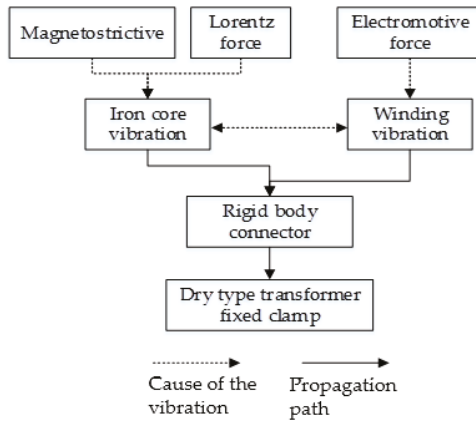 Magnetostrictive
Lorentz
force
Electromotive
force
Iron core
vibration
Winding
vibration
Rigid body
connector
Dry type transformer
fixed clamp
Cause of the
vibration
Propagation
path